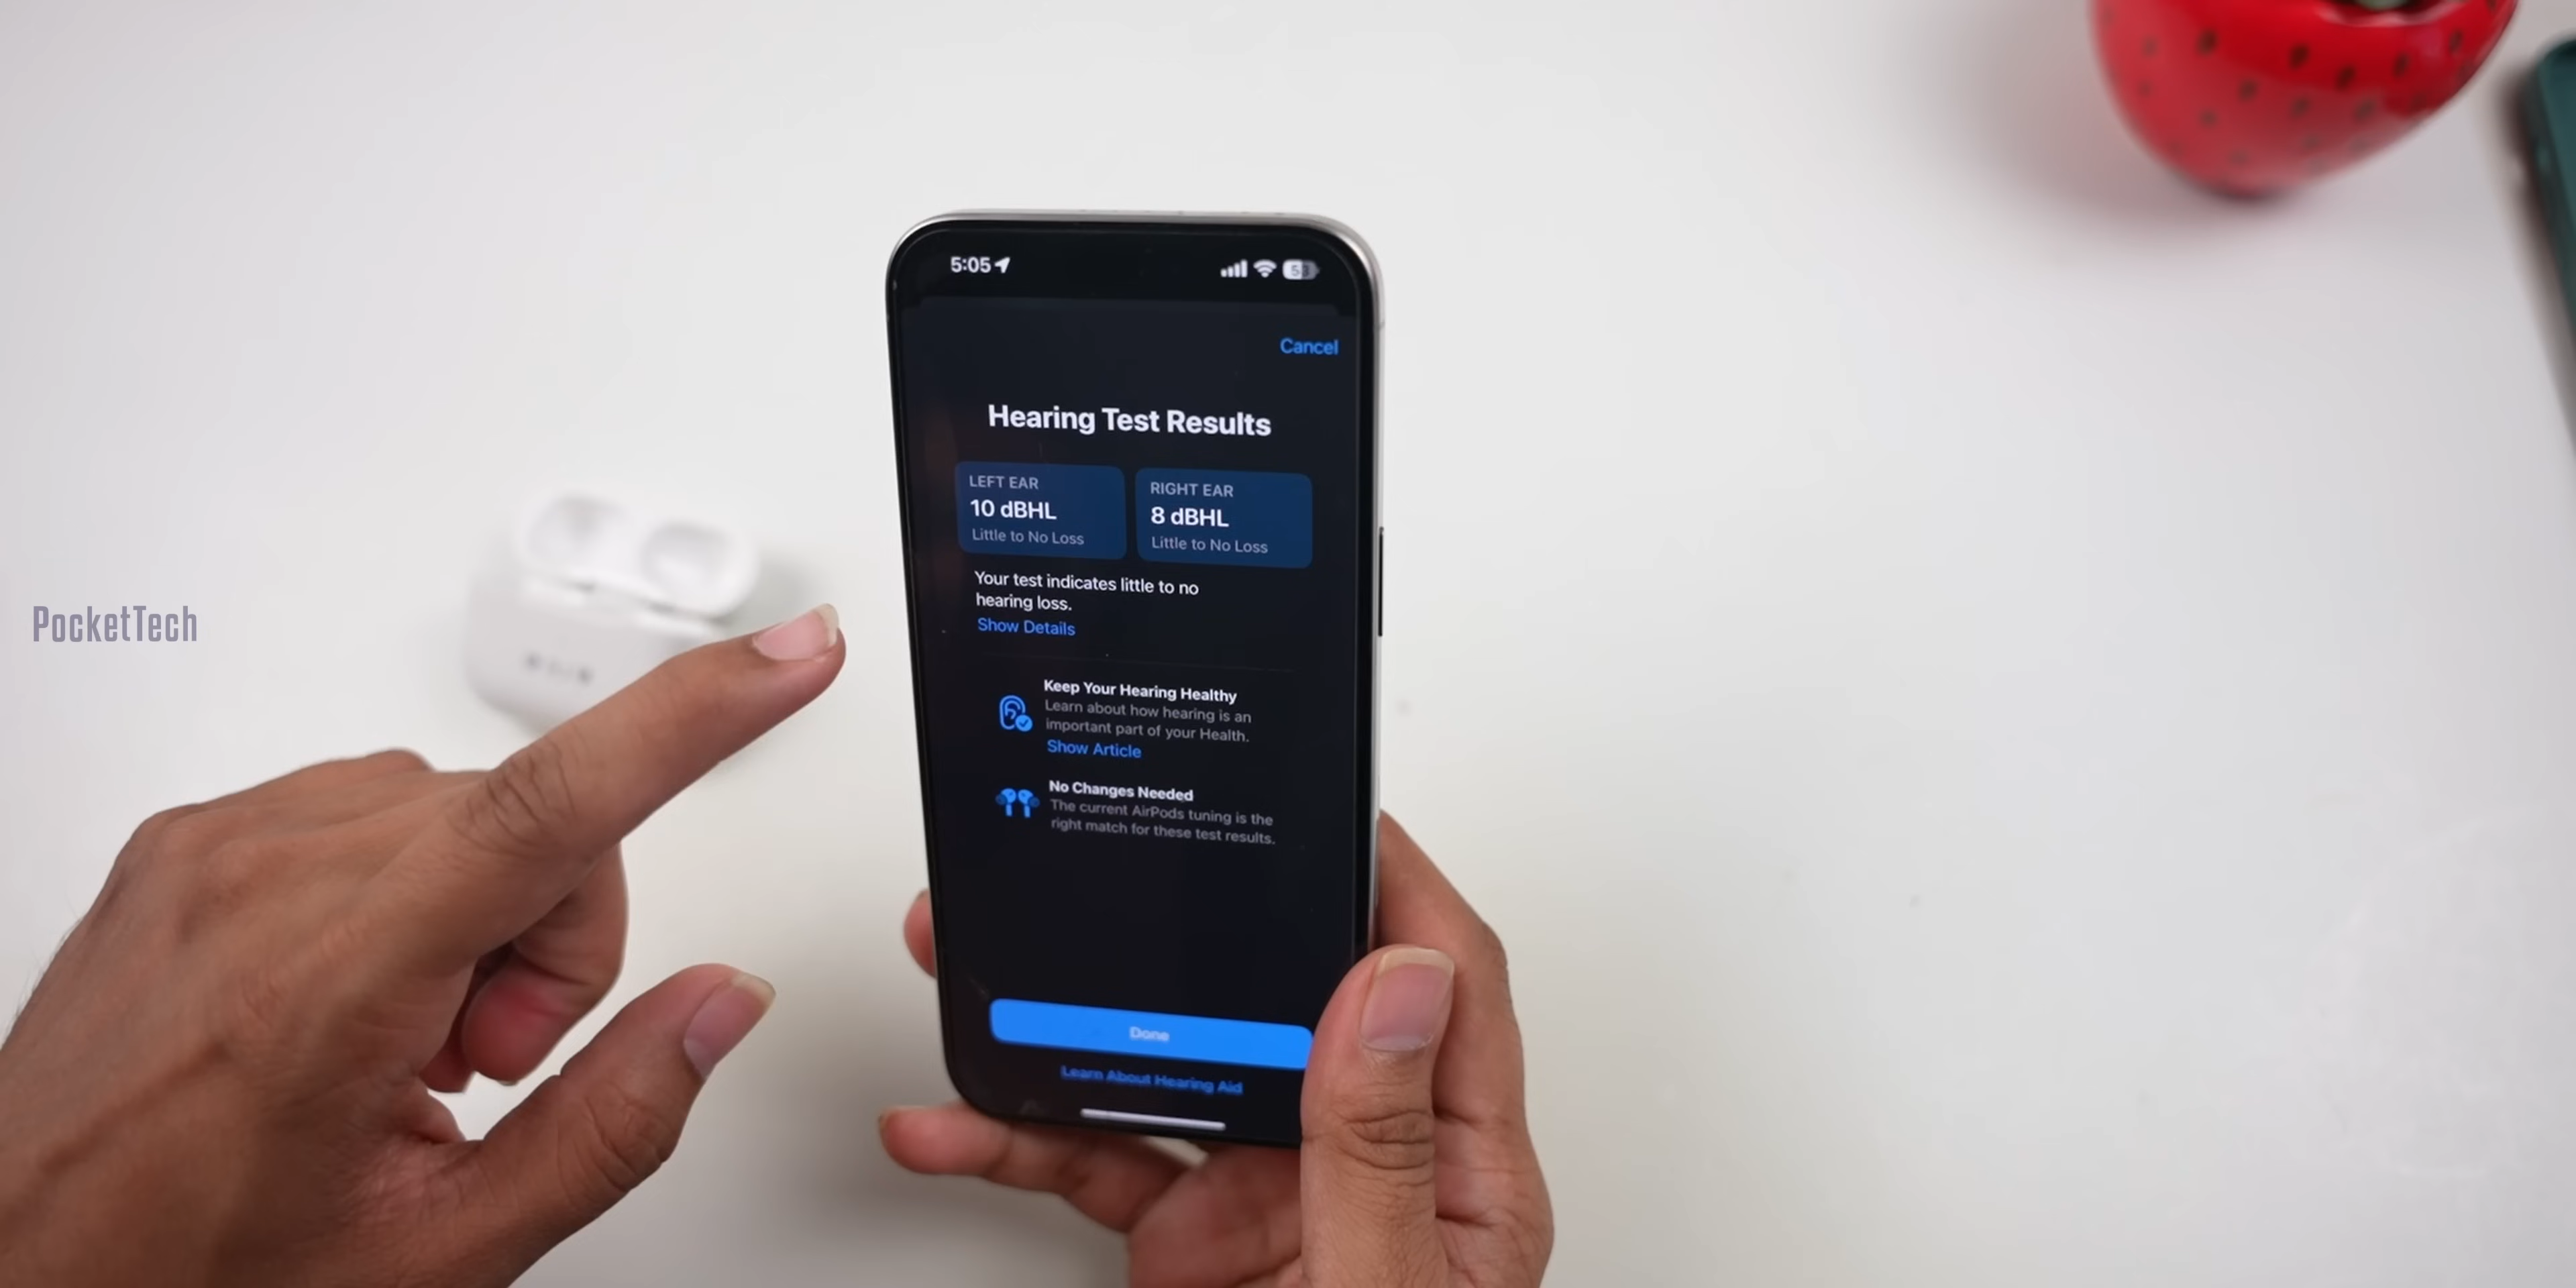 5:05
Cancel
Hearing Test Results
LEFT EAR
10 dBHL
Little to No Loss
RIGHT EAR
8 dBHL
Little to No Loss
Your test indicates little to no
hearing loss.
Show Details
Keep Your Hearing Healthy
Learn about how hearing is an
important part of your Health.
Show Article
No Changes Needed
The current AirPods tuning is the
right match for these test results.
Done
Learn About Hearing Aid
PocketTech